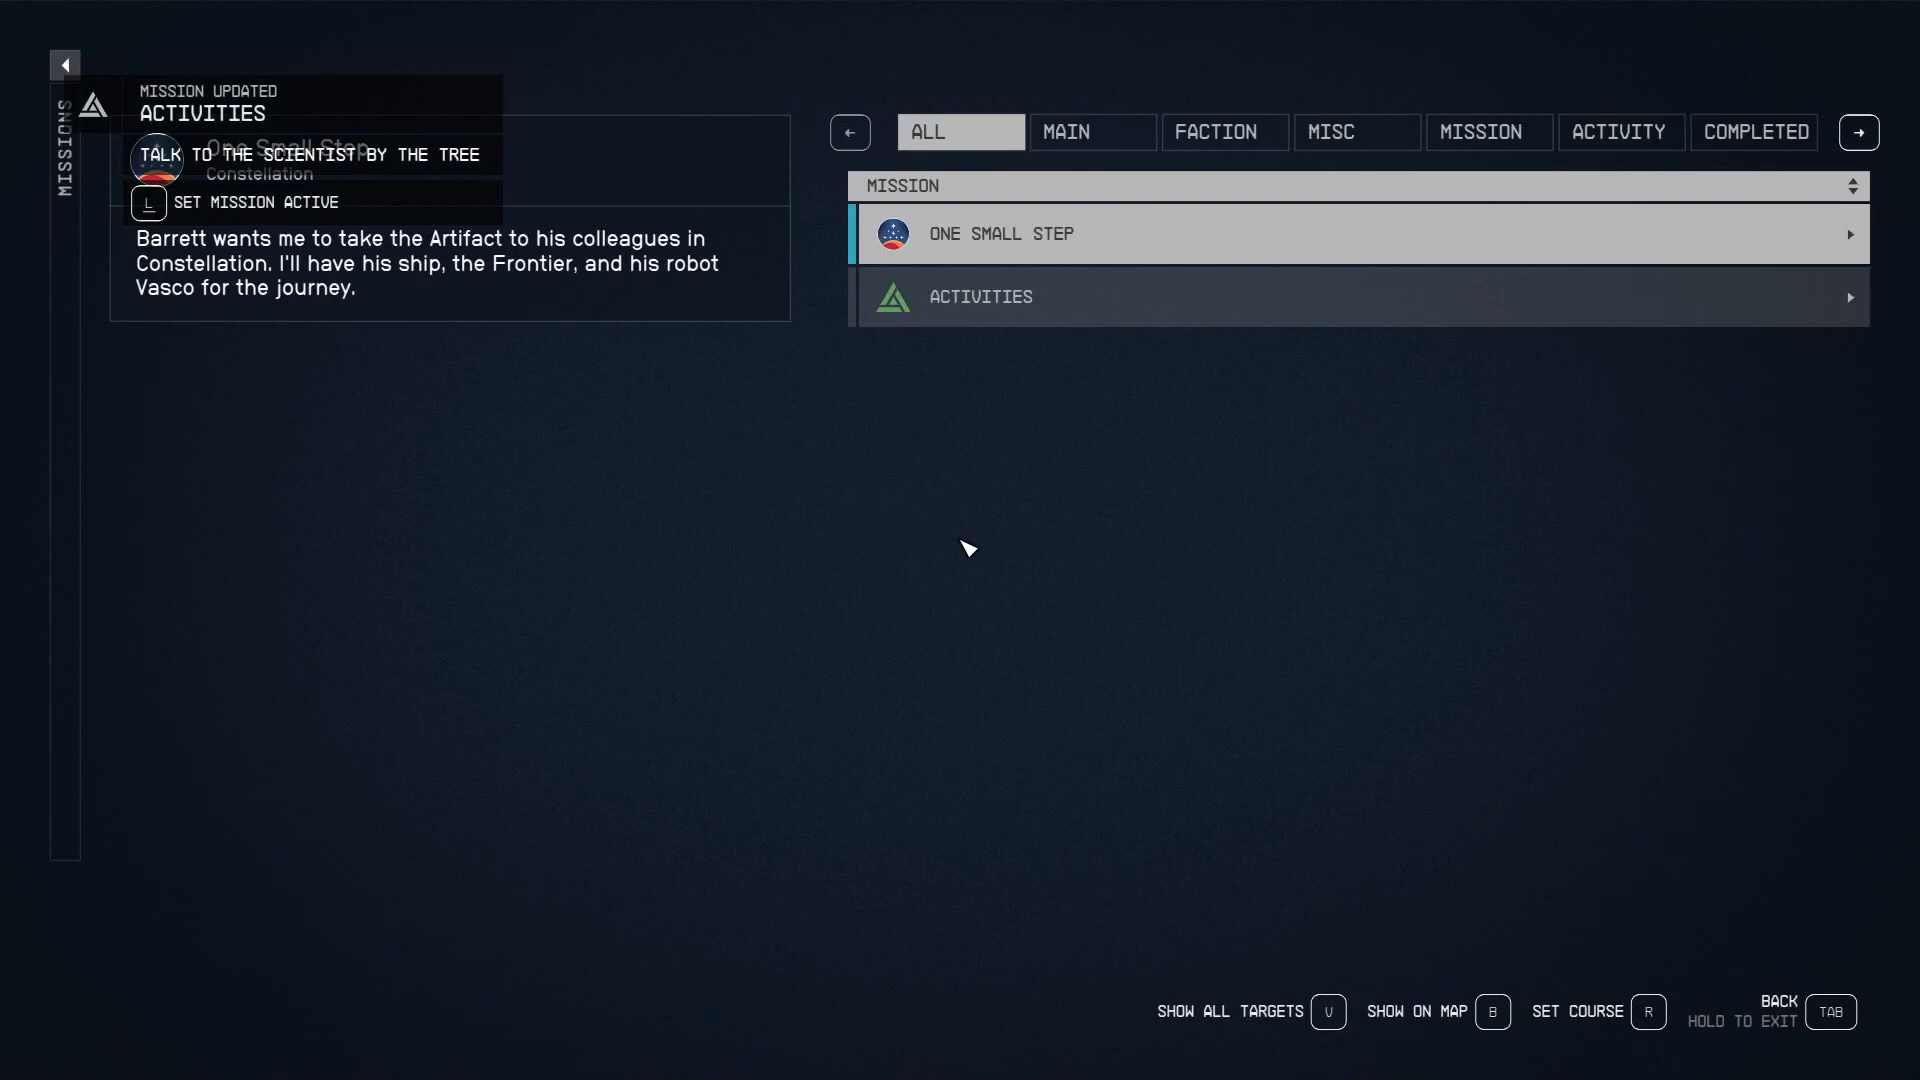 MISSIONS
MISSION UPDATED
ACTIVITIES
One Small Step
TALK TO THE SCIENTIST BY THE TREE
Constellation
L SET MISSION ACTIVE
Barrett wants me to take the Artifact to his colleagues in
Constellation. I'll have his ship, the Frontier, and his robot
Vasco for the journey.
ALL MAIN FACTION MISC MISSION ACTIVITY COMPLETED
MISSION
ONE SMALL STEP
ACTIVITIES
SHOW ALL TARGETS V SHOW ON MAP B SET COURSE R BACK TAB
HOLD TO EXIT